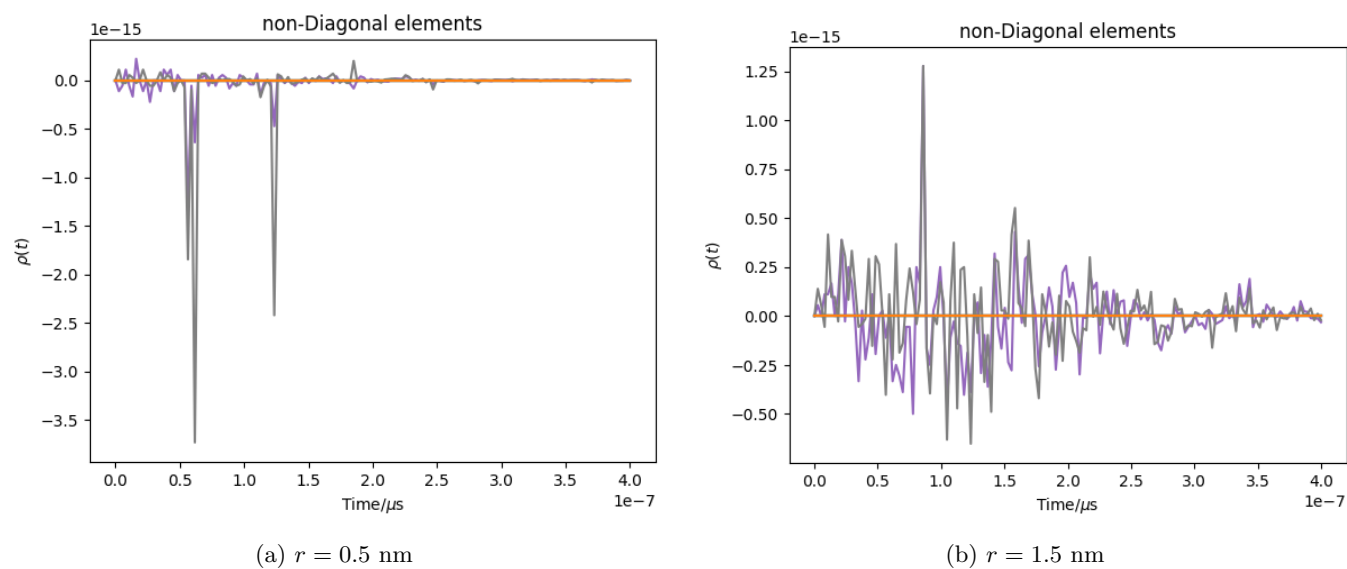 non-Diagonal elements
1e−15
0.0
−0.5
−1.0
−1.5
−2.0
−2.5
−3.0
−3.5
ρ(t)
0.0 0.5 1.0 1.5 2.0 2.5 3.0 3.5 4.0
Time/μs
1e−7
(a) r = 0.5 nm
non-Diagonal elements
1e−15
1.25
1.00
0.75
0.50
0.25
0.00
−0.25
−0.50
ρ(t)
0.0 0.5 1.0 1.5 2.0 2.5 3.0 3.5 4.0
Time/μs
1e−7
(b) r = 1.5 nm